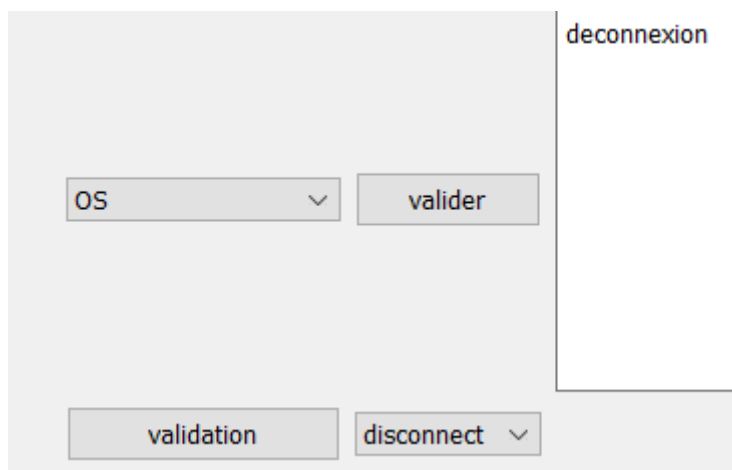 deconnexion
OS
valider
validation
disconnect